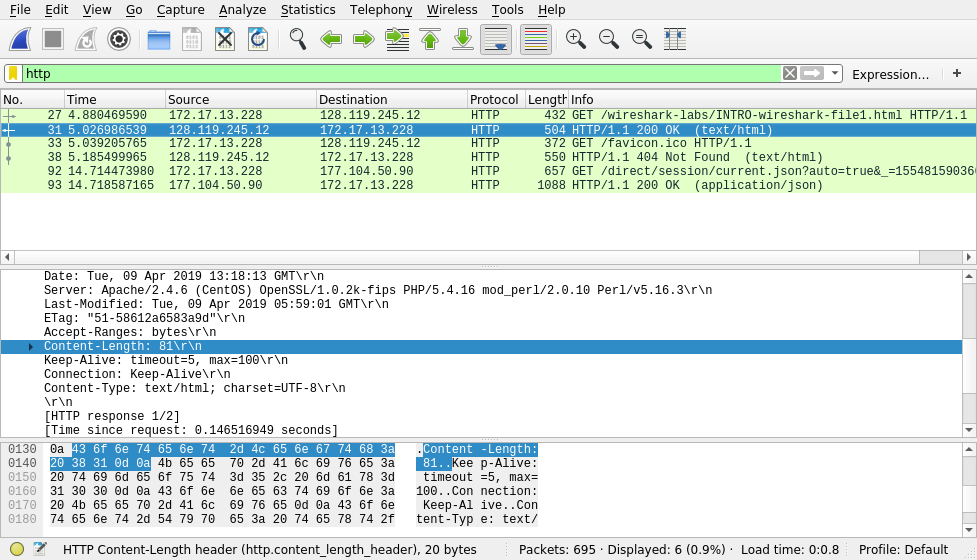 File Edit View Go Capture Analyze Statistics Telephony Wireless Tools Help
http Expression… +
No. Time Source Destination Protocol Length Info
27 4.880469590 172.17.13.228 128.119.245.12 HTTP 432 GET /wireshark-labs/INTRO-wireshark-file1.html HTTP/1.1
31 5.026986539 128.119.245.12 172.17.13.228 HTTP 504 HTTP/1.1 200 OK (text/html)
33 5.039205765 172.17.13.228 128.119.245.12 HTTP 372 GET /favicon.ico HTTP/1.1
38 5.185499965 128.119.245.12 172.17.13.228 HTTP 550 HTTP/1.1 404 Not Found (text/html)
92 14.714473980 172.17.13.228 177.104.50.90 HTTP 657 GET /direct/session/current.json?auto=true&_=155481590360
93 14.718587165 177.104.50.90 172.17.13.228 HTTP 1088 HTTP/1.1 200 OK (application/json)
Date: Tue, 09 Apr 2019 13:18:13 GMT\r\n
Server: Apache/2.4.6 (CentOS) OpenSSL/1.0.2k-fips PHP/5.4.16 mod_perl/2.0.10 Perl/v5.16.3\r\n
Last-Modified: Tue, 09 Apr 2019 05:59:01 GMT\r\n
ETag: "51-58612a6583a9d"\r\n
Accept-Ranges: bytes\r\n
Content-Length: 81\r\n
Keep-Alive: timeout=5, max=100\r\n
Connection: Keep-Alive\r\n
Content-Type: text/html; charset=UTF-8\r\n
\r\n
[HTTP response 1/2]
[Time since request: 0.146516949 seconds]
0130 0a 43 6f 6e 74 65 6e 74 2d 4c 65 6e 67 74 68 3a .Content -Length:
0140 20 38 31 0d 0a 4b 65 65 70 2d 41 6c 69 76 65 3a 81..Kee p-Alive:
0150 20 74 69 6d 65 6f 75 74 3d 35 2c 20 6d 61 78 3d timeout =5, max=
0160 31 30 30 0d 0a 43 6f 6e 6e 65 63 74 69 6f 6e 3a 100..Con nection:
0170 20 4b 65 65 70 2d 41 6c 69 76 65 0d 0a 43 6f 6e Keep-Al ive..Con
0180 74 65 6e 74 2d 54 79 70 65 3a 20 74 65 78 74 2f tent-Typ e: text/
HTTP Content-Length header (http.content_length_header), 20 bytes Packets: 695 · Displayed: 6 (0.9%) · Load time: 0:0.8 Profile: Default